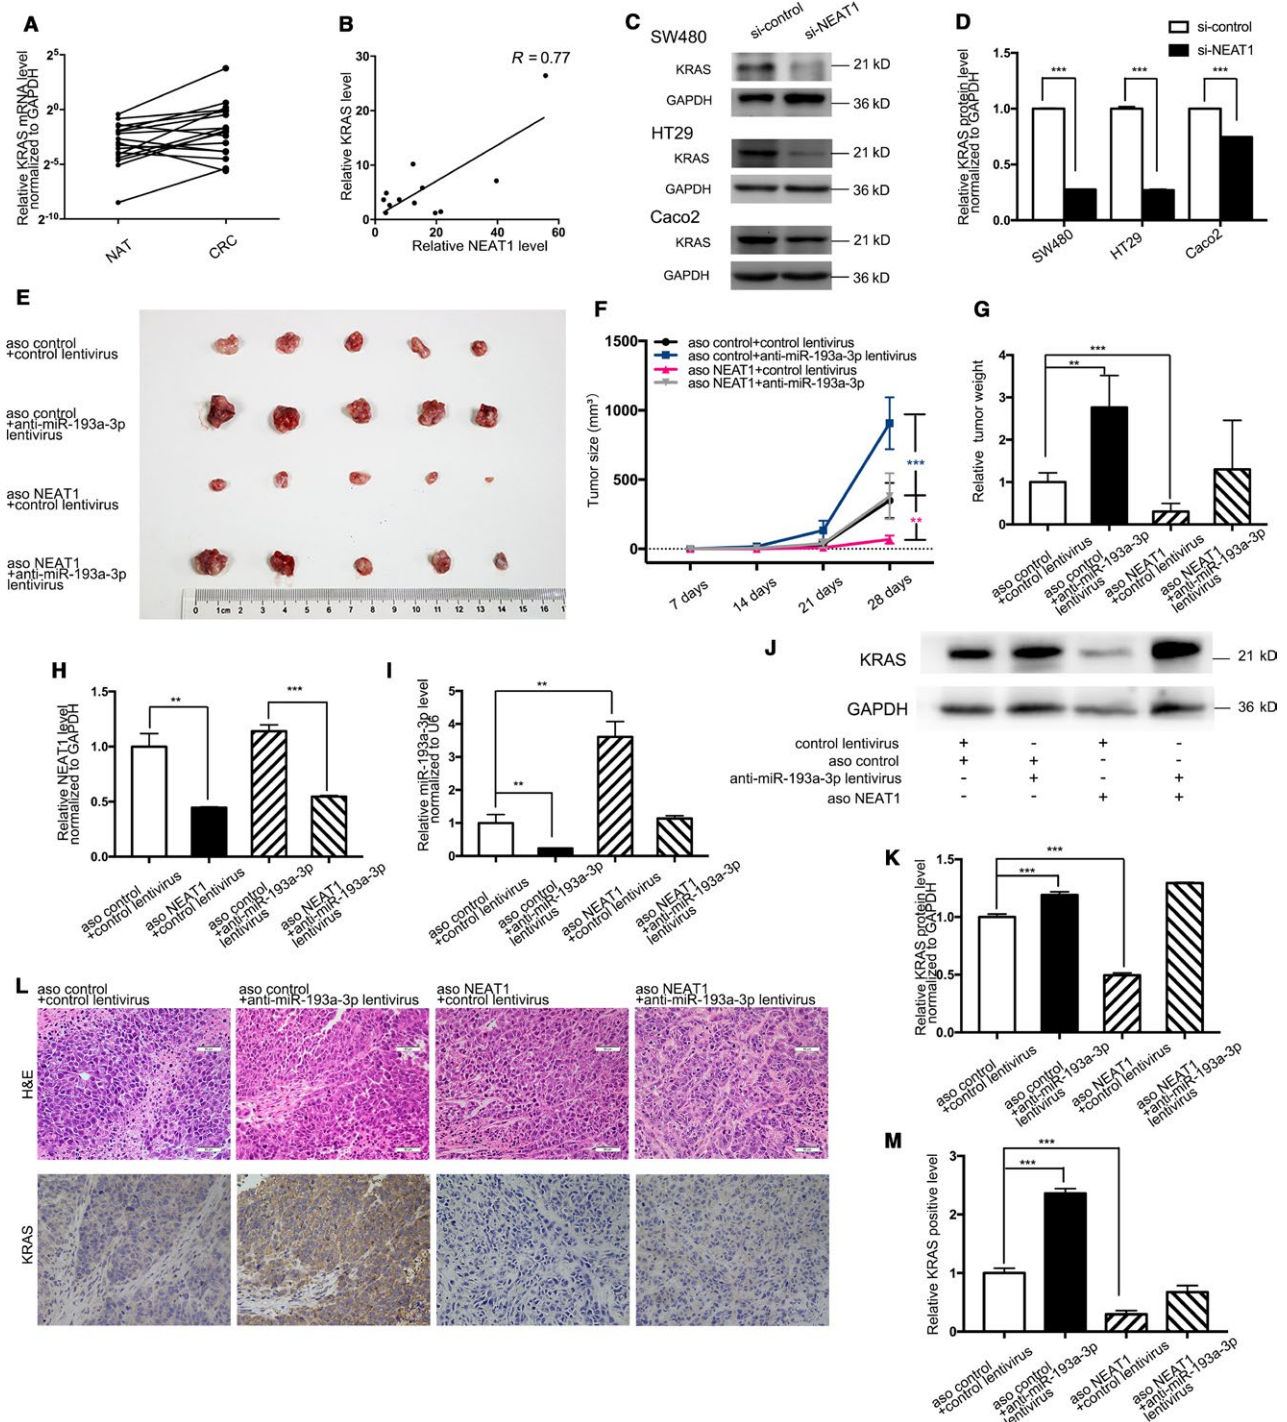 A
Relative KRAS mRNA level
normalized to GAPDH
2^5
2^0
2^-5
2^-10
NAT
CRC
B
Relative KRAS level
30
20
10
0
R = 0.77
0 20 40 60
Relative NEAT1 level
C
si-control
si-NEAT1
SW480
KRAS
21 kD
GAPDH
36 kD
HT29
KRAS
21 kD
GAPDH
36 kD
Caco2
KRAS
21 kD
GAPDH
36 kD
D
si-control
si-NEAT1
Relative KRAS protein level
normalized to GAPDH
1.5
1.0
0.5
0.0
*** *** ***
SW480
HT29
Caco2
E
aso control
+control lentivirus
aso control
+anti-miR-193a-3p
lentivirus
aso NEAT1
+control lentivirus
aso NEAT1
+anti-miR-193a-3p
lentivirus
0 1cm 2 3 4 5 6 7 8 9 10 11 12 13 14 15 16 1
F
aso control+control lentivirus
aso control+anti-miR-193a-3p lentivirus
aso NEAT1+control lentivirus
aso NEAT1+anti-miR-193a-3p
Tumor size (mm³)
1500
1000
500
0
***
**
7 days
14 days
21 days
28 days
G
Relative tumor weight
4
3
2
1
0
***
**
aso control
+control lentivirus
aso control
+anti-miR-193a-3p
lentivirus
aso NEAT1
+control lentivirus
aso NEAT1
+anti-miR-193a-3p
lentivirus
H
Relative NEAT1 level
normalized to GAPDH
1.5
1.0
0.5
0.0
** ***
aso control
+control lentivirus
aso NEAT1
+control lentivirus
aso control
+anti-miR-193a-3p
lentivirus
aso NEAT1
+anti-miR-193a-3p
lentivirus
I
Relative miR-193a-3p level
normalized to U6
5
4
3
2
1
0
**
**
aso control
+control lentivirus
aso control
+anti-miR-193a-3p
lentivirus
aso NEAT1
+control lentivirus
aso NEAT1
+anti-miR-193a-3p
lentivirus
J
KRAS
21 kD
GAPDH
36 kD
control lentivirus + - + -
aso control + + - -
anti-miR-193a-3p lentivirus - + - +
aso NEAT1 - - + +
K
Relative KRAS protein level
normalized to GAPDH
1.5
1.0
0.5
0.0
***
***
aso control
+control lentivirus
aso control
+anti-miR-193a-3p
lentivirus
aso NEAT1
+control lentivirus
aso NEAT1
+anti-miR-193a-3p
lentivirus
L
aso control
+control lentivirus
aso control
+anti-miR-193a-3p lentivirus
aso NEAT1
+control lentivirus
aso NEAT1
+anti-miR-193a-3p lentivirus
H&E
KRAS
M
Relative KRAS positive level
3
2
1
0
***
***
aso control
+control lentivirus
aso control
+anti-miR-193a-3p
lentivirus
aso NEAT1
+control lentivirus
aso NEAT1
+anti-miR-193a-3p
lentivirus